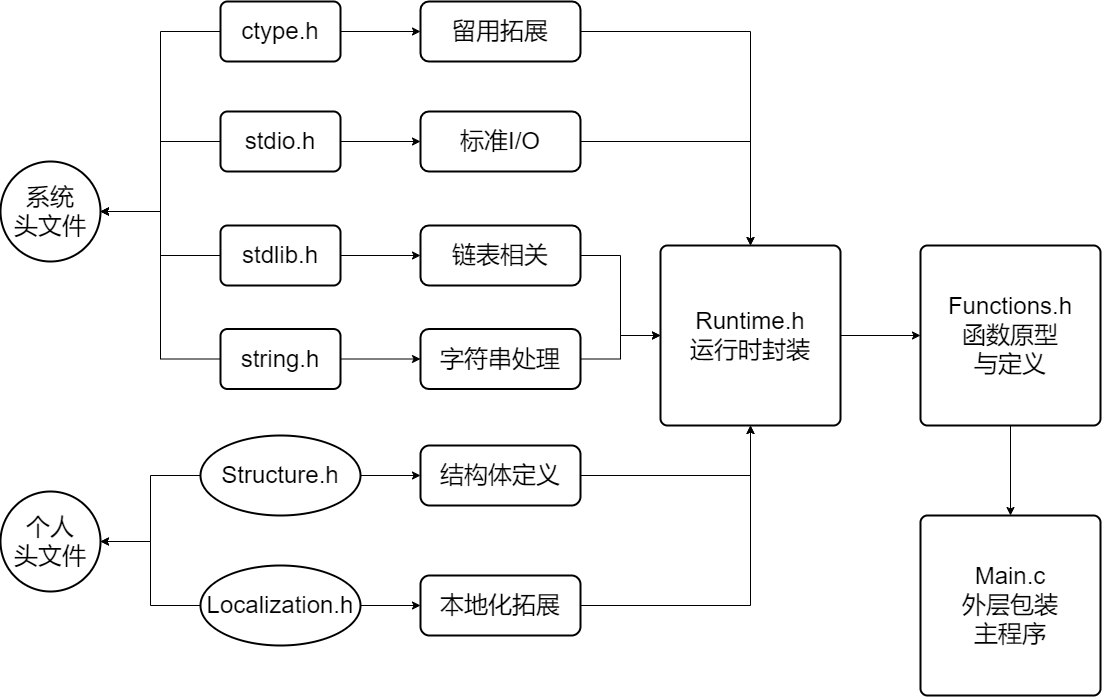 ctype.h
留用拓展
stdio.h
标准I/O
系统
头文件
stdlib.h
链表相关
string.h
字符串处理
Runtime.h
运行时封装
Functions.h
函数原型
与定义
个人
头文件
Structure.h
结构体定义
Localization.h
本地化拓展
Main.c
外层包装
主程序